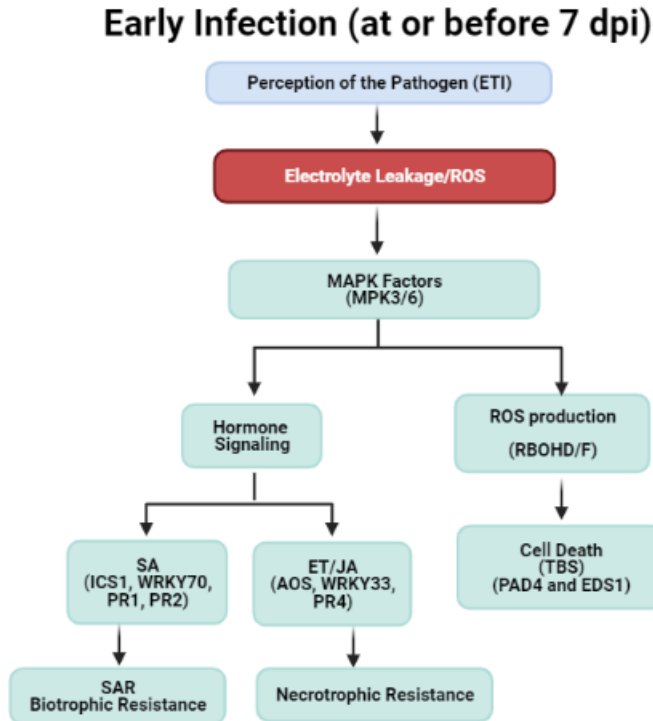 Early Infection (at or before 7 dpi)
Perception of the Pathogen (ETI)
Electrolyte Leakage/ROS
MAPK Factors
(MPK3/6)
Hormone
Signaling
ROS production
(RBOHD/F)
SA
(ICS1, WRKY70,
PR1, PR2)
ET/JA
(AOS, WRKY33,
PR4)
Cell Death
(TBS)
(PAD4 and EDS1)
SAR
Biotrophic Resistance
Necrotrophic Resistance